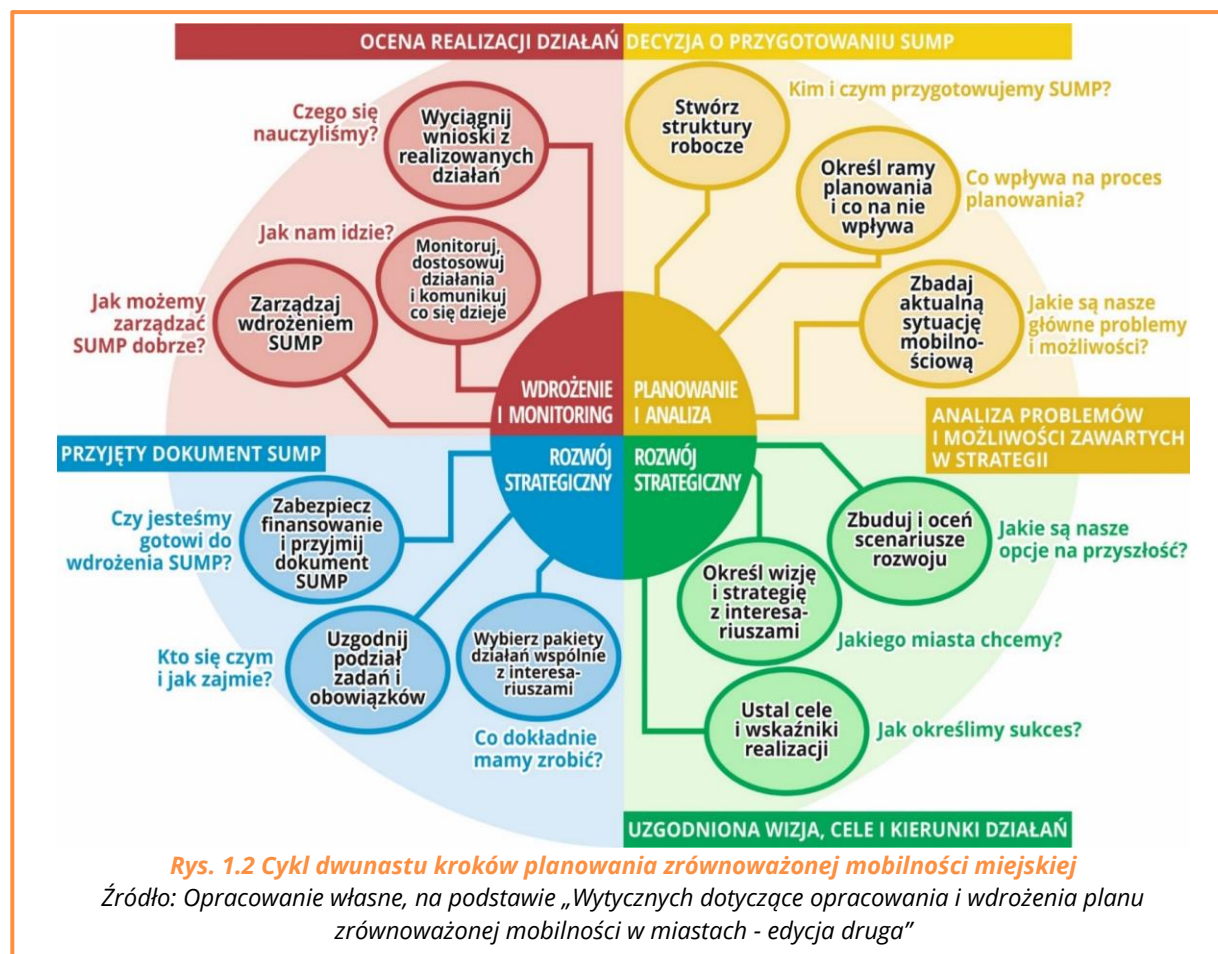 OCENA REALIZACJI DZIAŁAŃ
DECYZJA O PRZYGOTOWANIU SUMP
Kim i czym przygotowujemy SUMP?
Stwórz
struktury
robocze
Określ ramy
planowania
i co na nie
wpływa
Co wpływa na proces
planowania?
Zbadaj
aktualną
sytuację
mobilno-
ściową
Jakie są nasze
główne problemy
i możliwości?
PLANOWANIE
I ANALIZA
ANALIZA PROBLEMÓW
I MOŻLIWOŚCI ZAWARTYCH
W STRATEGII
ROZWÓJ
STRATEGICZNY
Zbuduj i oceń
scenariusze
rozwoju
Jakie są nasze
opcje na przyszłość?
Określ wizję
i strategię
z interesa-
riuszami
Jakiego miasta chcemy?
Ustal cele
i wskaźniki
realizacji
Jak określimy sukces?
UZGODNIONA WIZJA, CELE I KIERUNKI DZIAŁAŃ
ROZWÓJ
STRATEGICZNY
Wybierz pakiety
działań wspólnie
z interesa-
riuszami
Co dokładnie
mamy zrobić?
Uzgodnij
podział
zadań i
obowiązków
Kto się czym
i jak zajmie?
Zabezpiecz
finansowanie
i przyjmij
dokument
SUMP
Czy jesteśmy
gotowi do
wdrożenia SUMP?
PRZYJĘTY DOKUMENT SUMP
WDROŻENIE
I MONITORING
Zarządzaj
wdrożeniem
SUMP
Jak możemy
zarządzać
SUMP dobrze?
Monitoruj,
dostosowuj
działania
i komunikuj
co się dzieje
Jak nam idzie?
Wyciągnij
wnioski z
realizowanych
działań
Czego się
nauczyliśmy?
Rys. 1.2 Cykl dwunastu kroków planowania zrównoważonej mobilności miejskiej
Źródło: Opracowanie własne, na podstawie „Wytycznych dotyczące opracowania i wdrożenia planu
zrównoważonej mobilności w miastach - edycja druga”